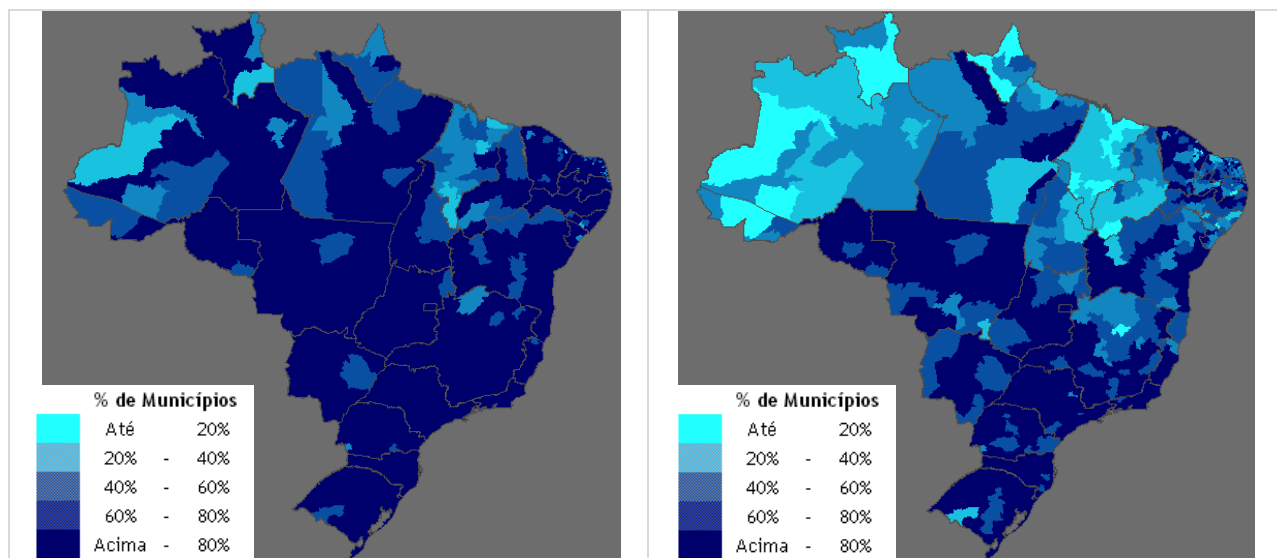 % de Municípios
Até 20%
20% - 40%
40% - 60%
60% - 80%
Acima - 80%
% de Municípios
Até 20%
20% - 40%
40% - 60%
60% - 80%
Acima - 80%